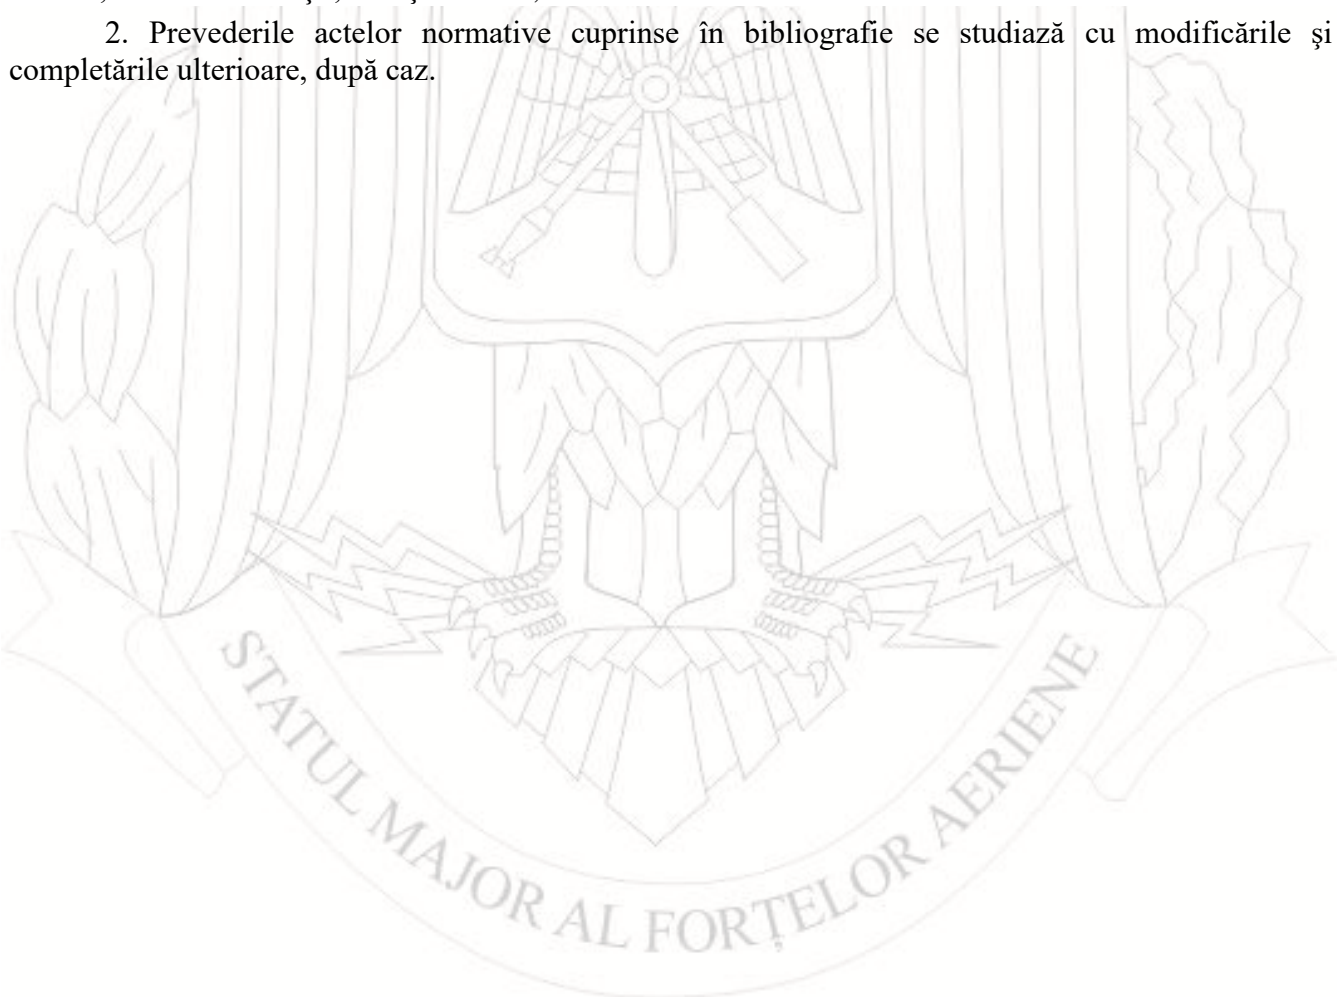 2. Prevederile actelor normative cuprinse în bibliografie se studiază cu modificările şi
completările ulterioare, după caz.
STATUL MAJOR AL FORȚELOR AERIENE